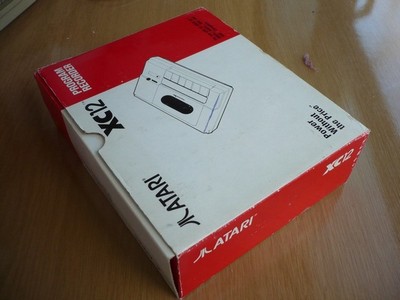 PROGRAM
RECORDER
XC12
ATARI
Power
Without
the Price
XC12
ATARI